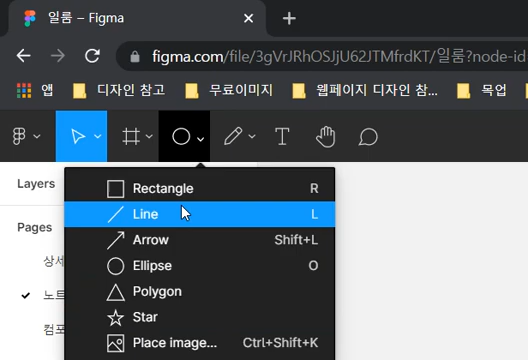 일룸 – Figma
figma.com/file/3gVrJRhOSJjU62JTMfrdKT/일룸?node-id
앱 디자인 참고 무료이미지 웹페이지 디자인 참... 목업
T
Layers
Pages
상세
노트
컴포
Rectangle R
Line L
Arrow Shift+L
Ellipse O
Polygon
Star
Place image... Ctrl+Shift+K